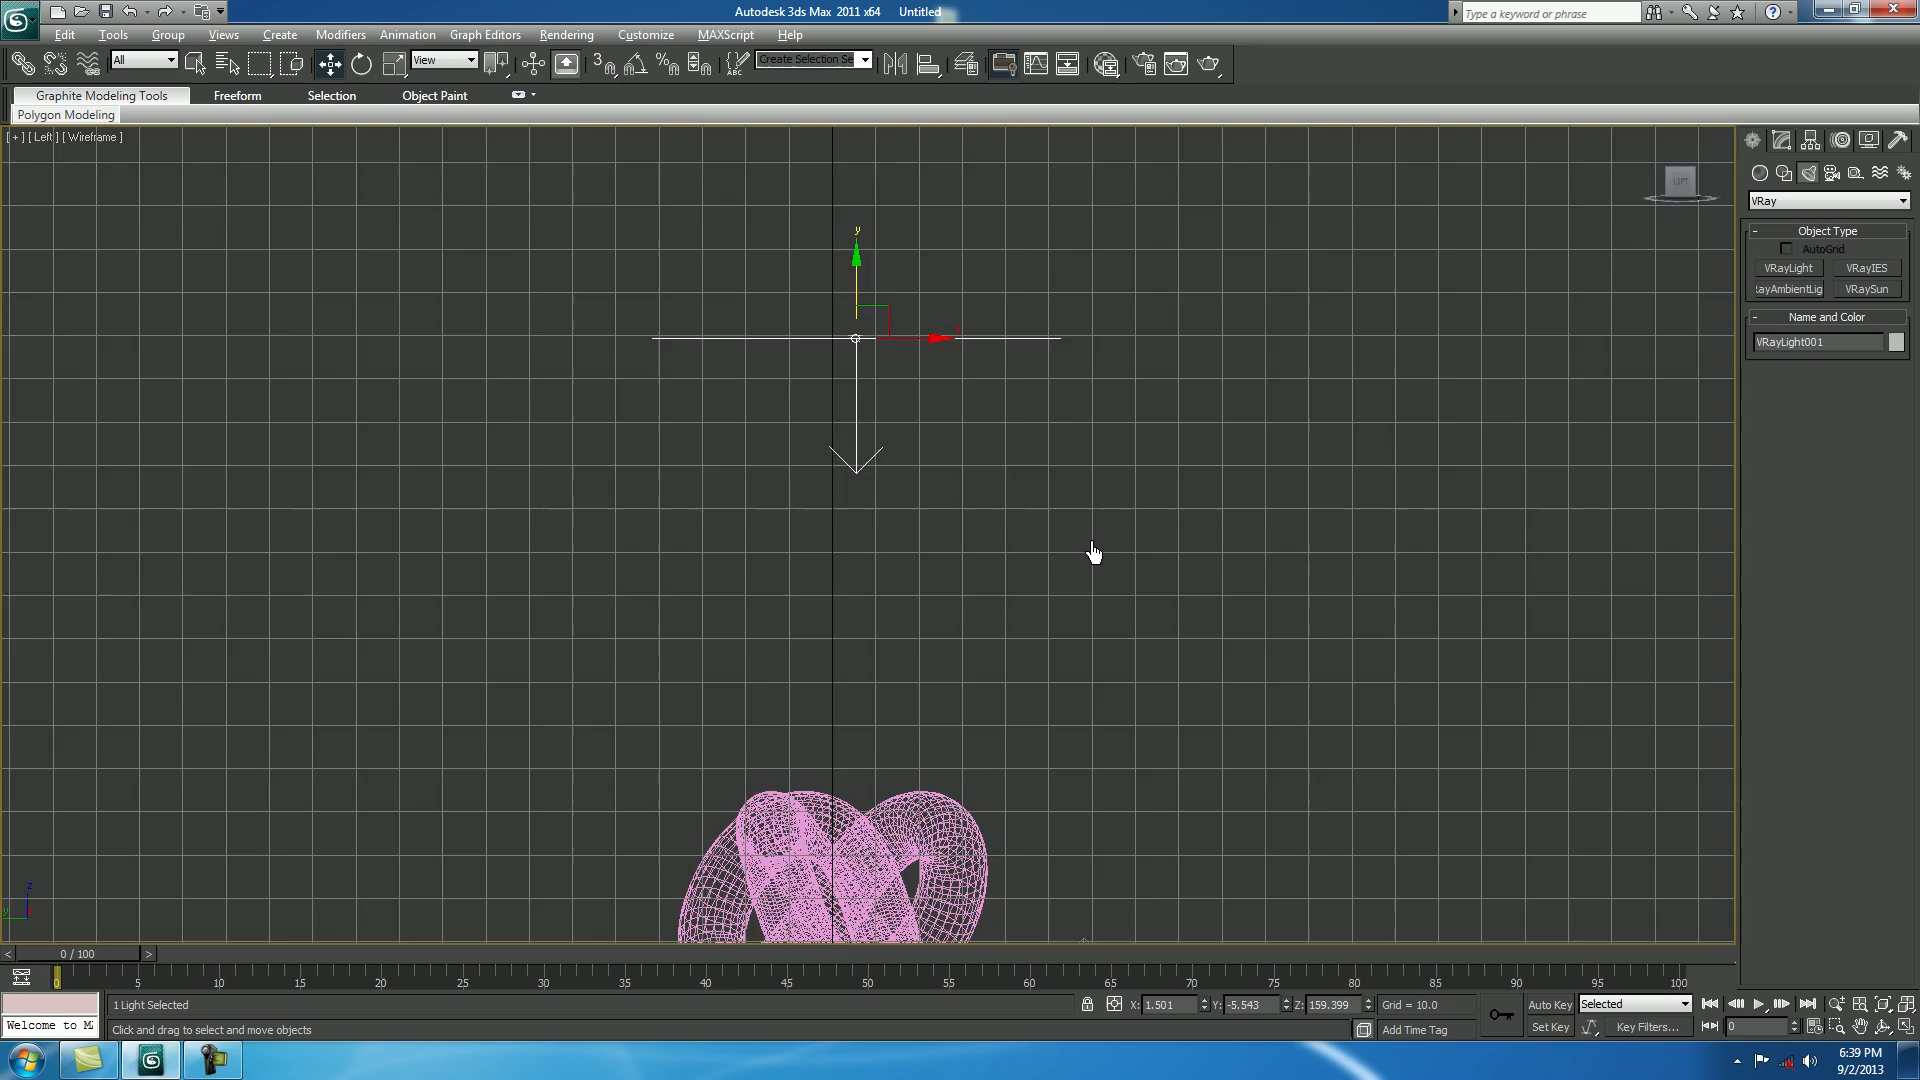 Autodesk 3ds Max 2011 x64 Untitled
Type a keyword or phrase
Edit Tools Group Views Create Modifiers Animation Graph Editors Rendering Customize MAXScript Help
All View Create Selection Se
Graphite Modeling Tools Freeform Selection Object Paint
Polygon Modeling
[ + ] [ Left ] [ Wireframe ]
y
x
LEFT
VRay
- Object Type
AutoGrid
VRayLight VRayIES
RayAmbientLig VRaySun
- Name and Color
VRayLight001
z
y
< 0 / 100 >
0 5 10 15 20 25 30 35 40 45 50 55 60 65 70 75 80 85 90 95 100
1 Light Selected X: 1.501 Y: -5.543 Z: 159.399 Grid = 10.0 Auto Key Selected
Welcome to M Click and drag to select and move objects Add Time Tag Set Key Key Filters... 0
6:39 PM
9/2/2013